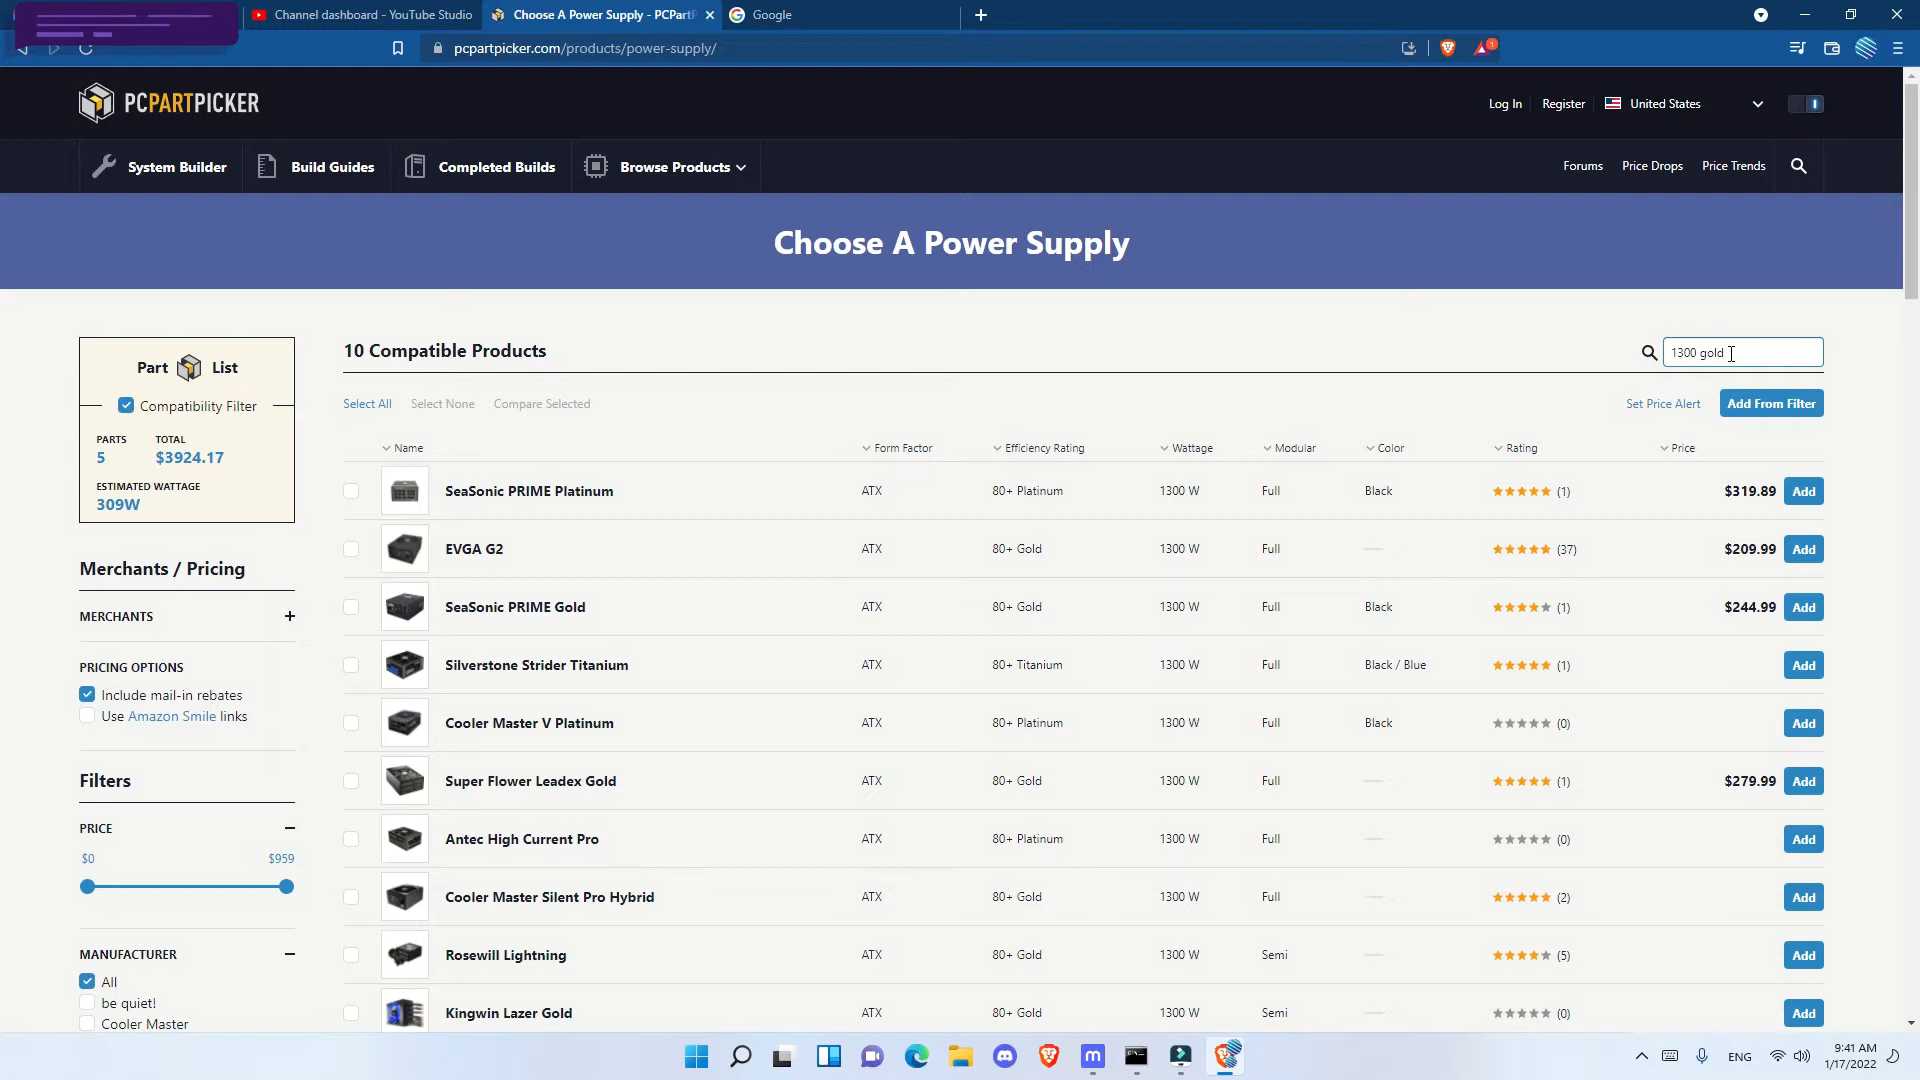 Channel dashboard - YouTube Studio
Choose A Power Supply - PCPartP
Google
pcpartpicker.com/products/power-supply/
1
PCPARTPICKER
Log In
Register
United States
System Builder
Build Guides
Completed Builds
Browse Products
Forums
Price Drops
Price Trends
Choose A Power Supply
Part List
Compatibility Filter
PARTS TOTAL
5 $3924.17
ESTIMATED WATTAGE
309W
Merchants / Pricing
MERCHANTS
PRICING OPTIONS
Include mail-in rebates
Use Amazon Smile links
Filters
PRICE
$0 $959
MANUFACTURER
All
be quiet!
Cooler Master
10 Compatible Products
1300 gold
Select All Select None Compare Selected
Set Price Alert Add From Filter
Name Form Factor Efficiency Rating Wattage Modular Color Rating Price
SeaSonic PRIME Platinum ATX 80+ Platinum 1300 W Full Black (1) $319.89 Add
EVGA G2 ATX 80+ Gold 1300 W Full (37) $209.99 Add
SeaSonic PRIME Gold ATX 80+ Gold 1300 W Full Black (1) $244.99 Add
Silverstone Strider Titanium ATX 80+ Titanium 1300 W Full Black / Blue (1) Add
Cooler Master V Platinum ATX 80+ Platinum 1300 W Full Black (0) Add
Super Flower Leadex Gold ATX 80+ Gold 1300 W Full (1) $279.99 Add
Antec High Current Pro ATX 80+ Platinum 1300 W Full (0) Add
Cooler Master Silent Pro Hybrid ATX 80+ Gold 1300 W Full (2) Add
Rosewill Lightning ATX 80+ Gold 1300 W Semi (5) Add
Kingwin Lazer Gold ATX 80+ Gold 1300 W Semi (0) Add
ENG
9:41 AM
1/17/2022